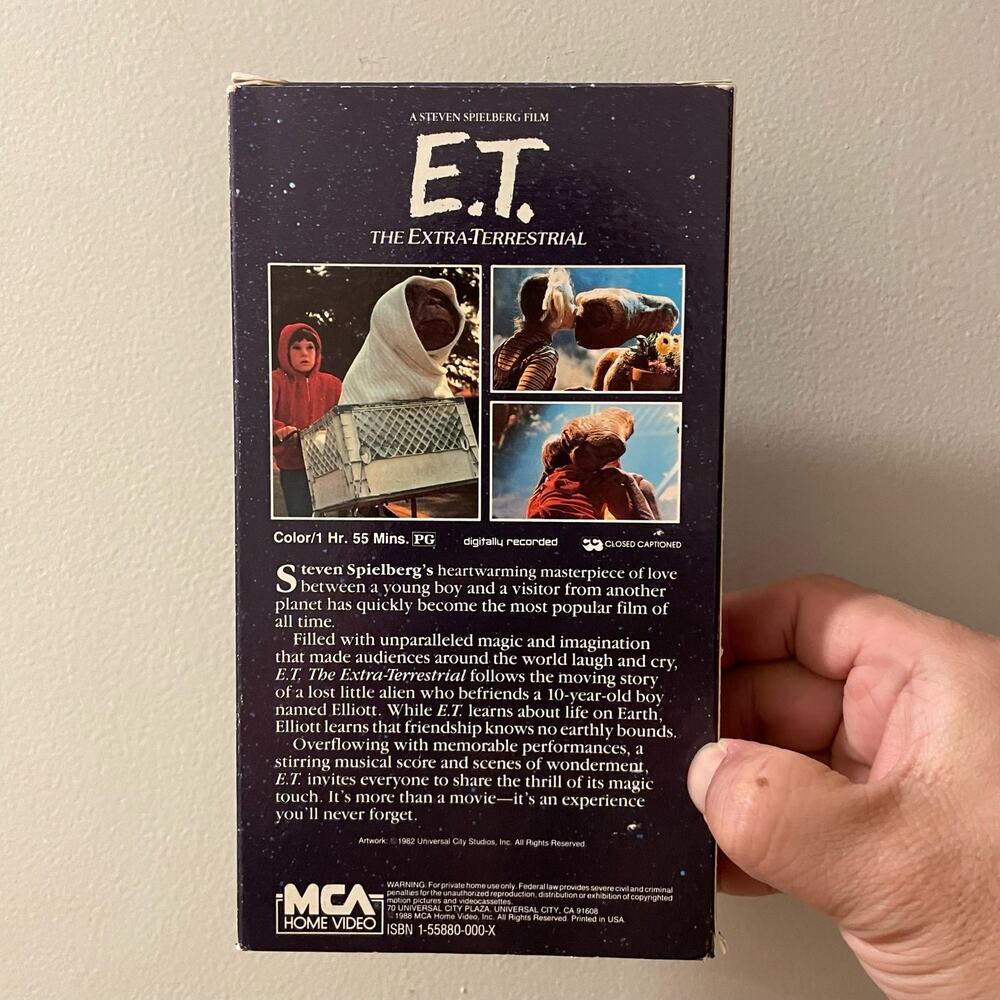 A STEVEN SPIELBERG FILM
E.T.
THE EXTRA-TERRESTRIAL
Color/1 Hr. 55 Mins. PG digitally recorded CC CLOSED CAPTIONED
Steven Spielberg's heartwarming masterpiece of love
between a young boy and a visitor from another
planet has quickly become the most popular film of
all time.
Filled with unparalleled magic and imagination
that made audiences around the world laugh and cry,
E.T. The Extra-Terrestrial follows the moving story
of a lost little alien who befriends a 10-year-old boy
named Elliott. While E.T. learns about life on Earth,
Elliott learns that friendship knows no earthly bounds.
Overflowing with memorable performances, a
stirring musical score and scenes of wonderment,
E.T. invites everyone to share the thrill of its magic
touch. It's more than a movie—it's an experience
you'll never forget.
Artwork: © 1982 Universal City Studios, Inc. All Rights Reserved.
MCA
HOME VIDEO
WARNING: For private home use only. Federal law provides severe civil and criminal
penalties for the unauthorized reproduction, distribution or exhibition of copyrighted
motion pictures and videocassettes.
70 UNIVERSAL CITY PLAZA, UNIVERSAL CITY, CA 91608
© 1988 MCA Home Video, Inc. All Rights Reserved. Printed in USA.
ISBN 1-55880-000-X